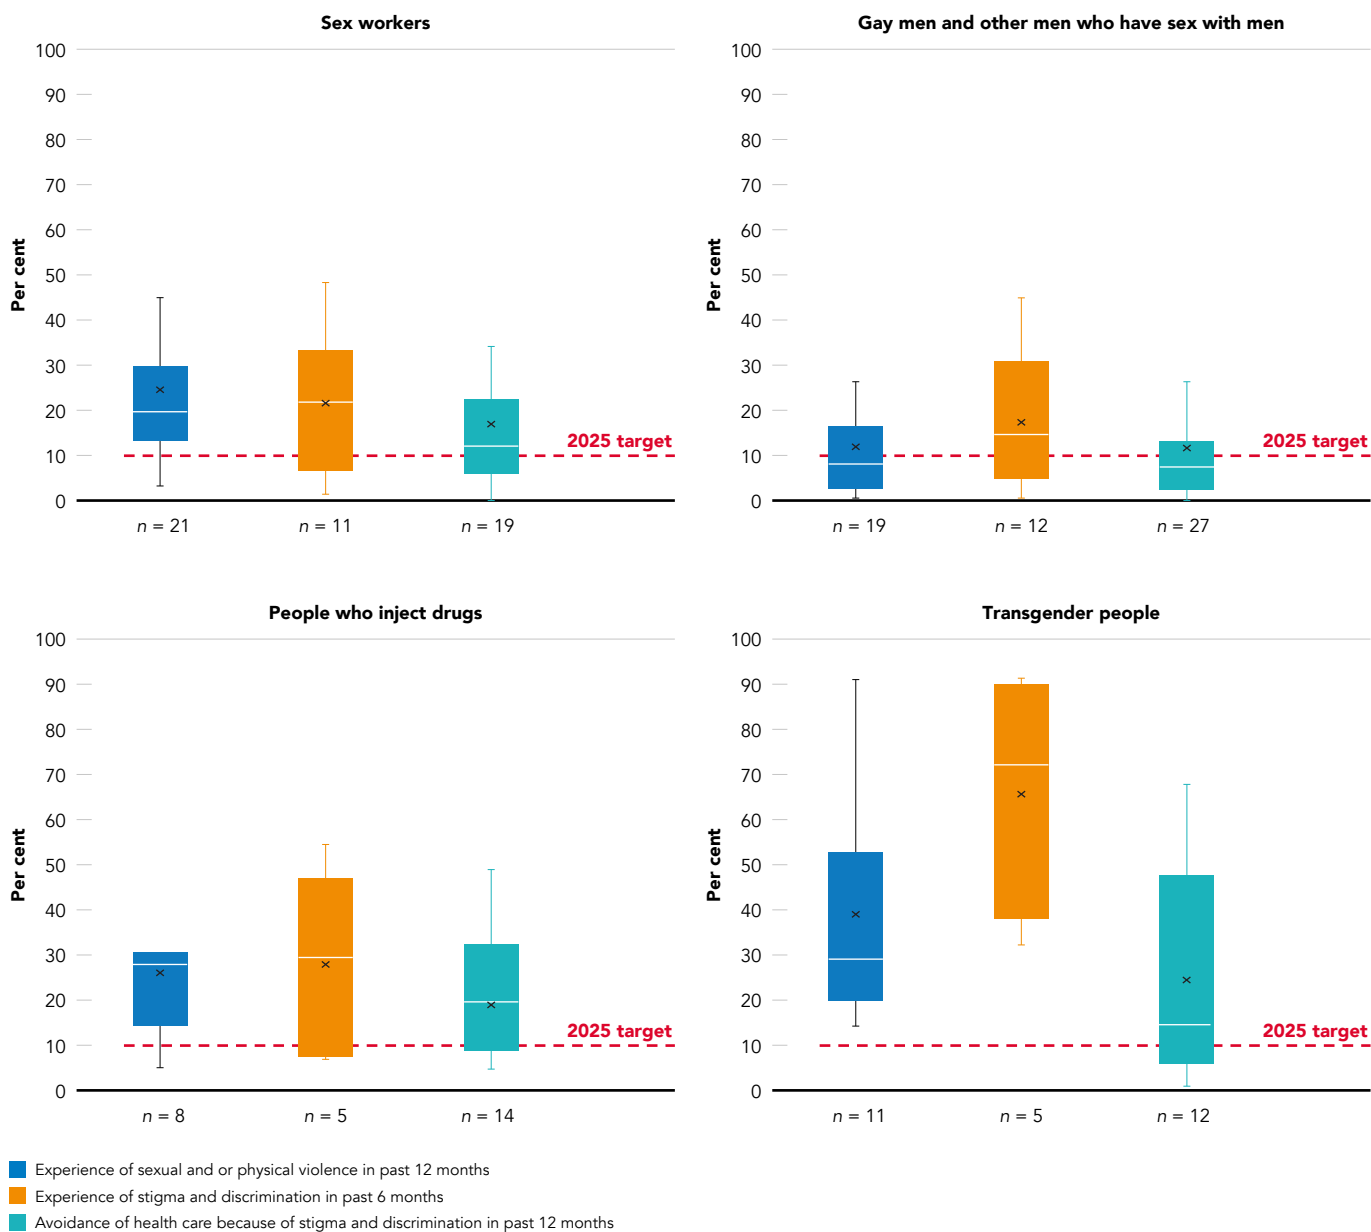 Sex workers
100
90
80
70
60
50
40
30
20
10
0
Per cent
2025 target
n = 21
n = 11
n = 19
Gay men and other men who have sex with men
100
90
80
70
60
50
40
30
20
10
0
Per cent
2025 target
n = 19
n = 12
n = 27
People who inject drugs
100
90
80
70
60
50
40
30
20
10
0
Per cent
2025 target
n = 8
n = 5
n = 14
Transgender people
100
90
80
70
60
50
40
30
20
10
0
Per cent
2025 target
n = 11
n = 5
n = 12
Experience of sexual and or physical violence in past 12 months
Experience of stigma and discrimination in past 6 months
Avoidance of health care because of stigma and discrimination in past 12 months